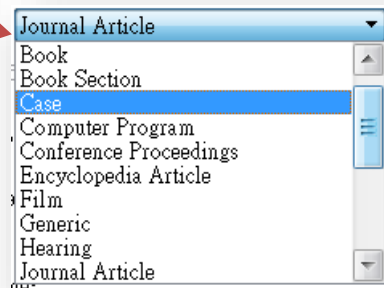 Journal Article
Book
Book Section
Case
Computer Program
Conference Proceedings
Encyclopedia Article
Film
Generic
Hearing
Journal Article